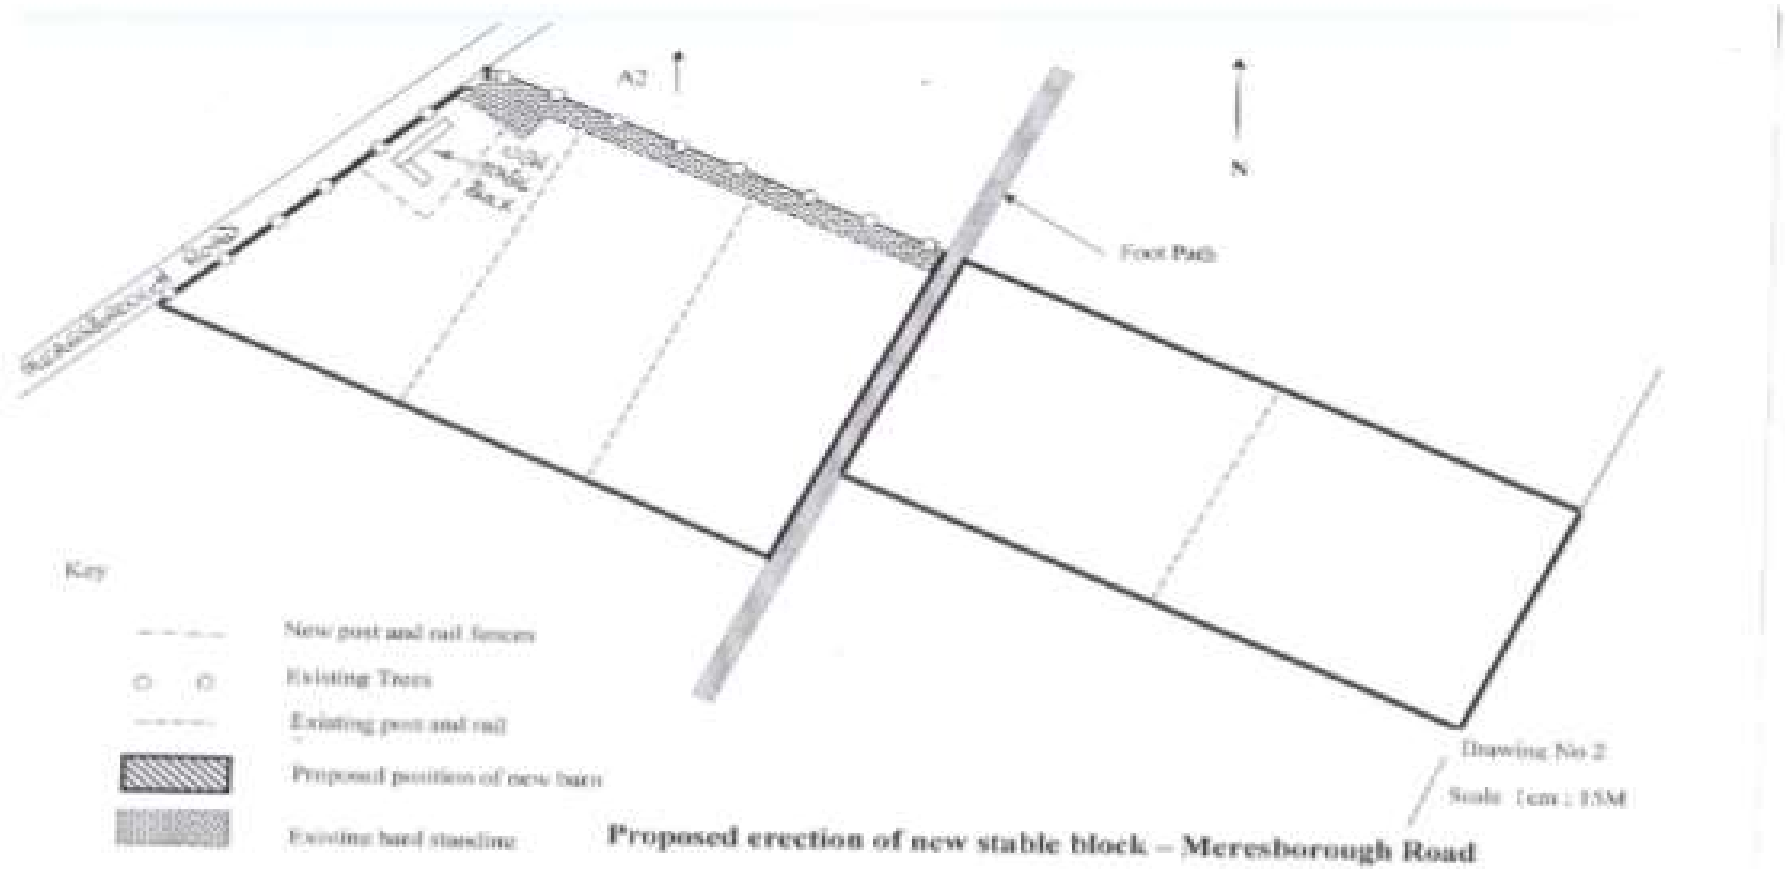 A2
N
Foot Path
Key
New post and rail fences
Existing Trees
Existing post and rail
Proposed position of new barn
Existing hard standing
Drawing No 2
Scale 1cm : 15M
Proposed erection of new stable block – Meresborough Road